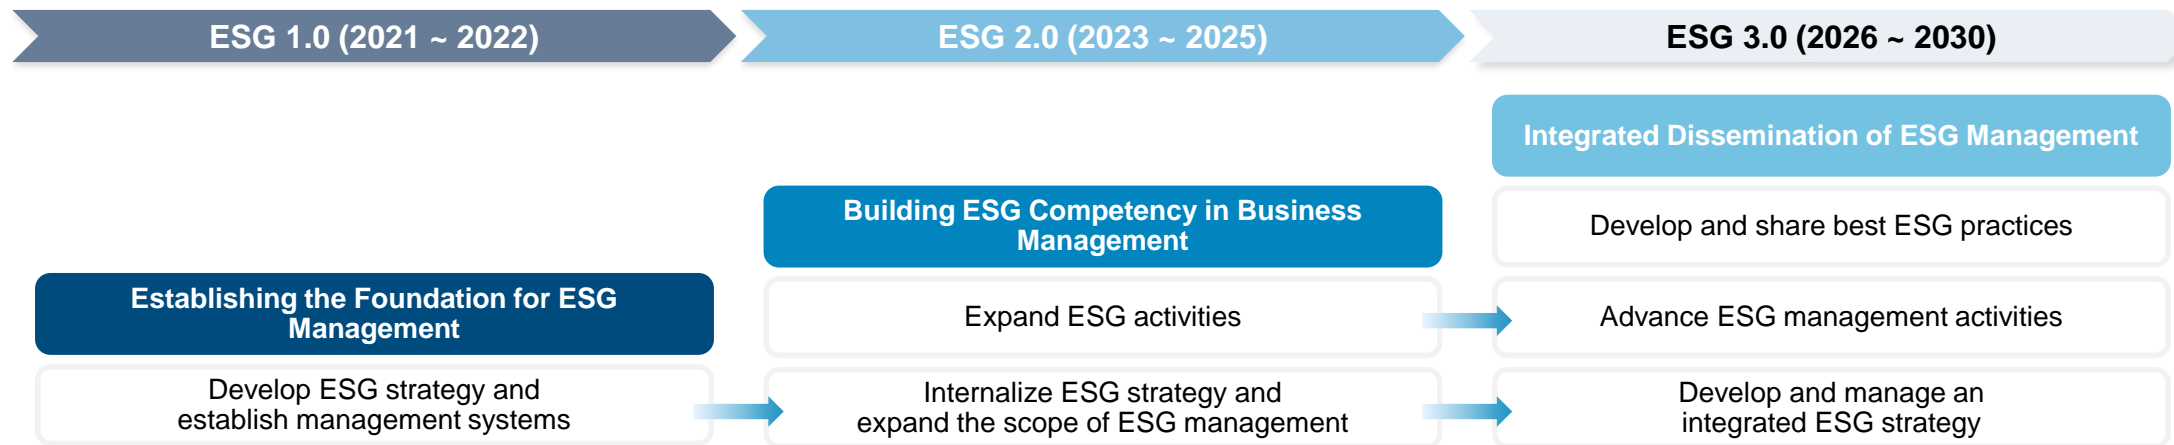 ESG 1.0 (2021 ~ 2022)
ESG 2.0 (2023 ~ 2025)
ESG 3.0 (2026 ~ 2030)
Establishing the Foundation for ESG
Management
Develop ESG strategy and
establish management systems
Building ESG Competency in Business
Management
Expand ESG activities
Internalize ESG strategy and
expand the scope of ESG management
Integrated Dissemination of ESG Management
Develop and share best ESG practices
Advance ESG management activities
Develop and manage an
integrated ESG strategy